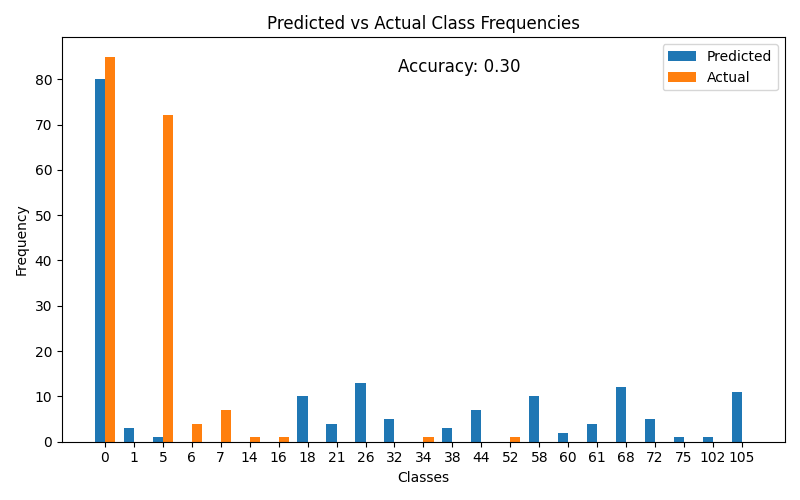 Predicted vs Actual Class Frequencies
Accuracy: 0.30
Predicted
Actual
Frequency
80
70
60
50
40
30
20
10
0
0 1 5 6 7 14 16 18 21 26 32 34 38 44 52 58 60 61 68 72 75 102 105
Classes